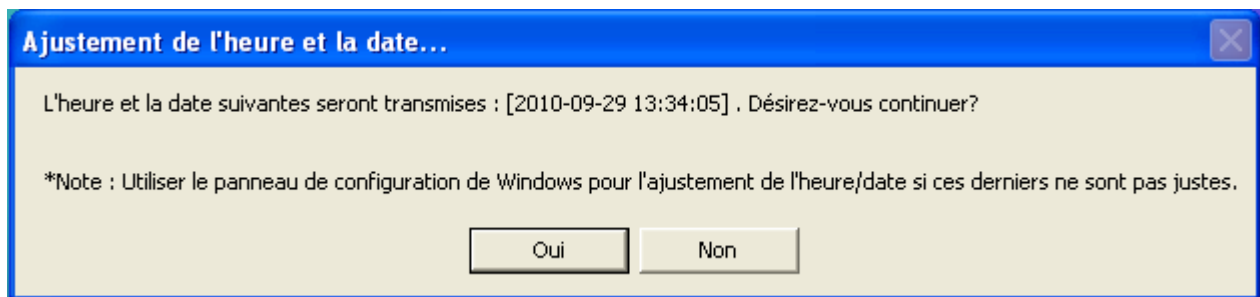 Ajustement de l'heure et la date...
L'heure et la date suivantes seront transmises : [2010-09-29 13:34:05] . Désirez-vous continuer?
*Note : Utiliser le panneau de configuration de Windows pour l'ajustement de l'heure/date si ces derniers ne sont pas justes.
Oui Non